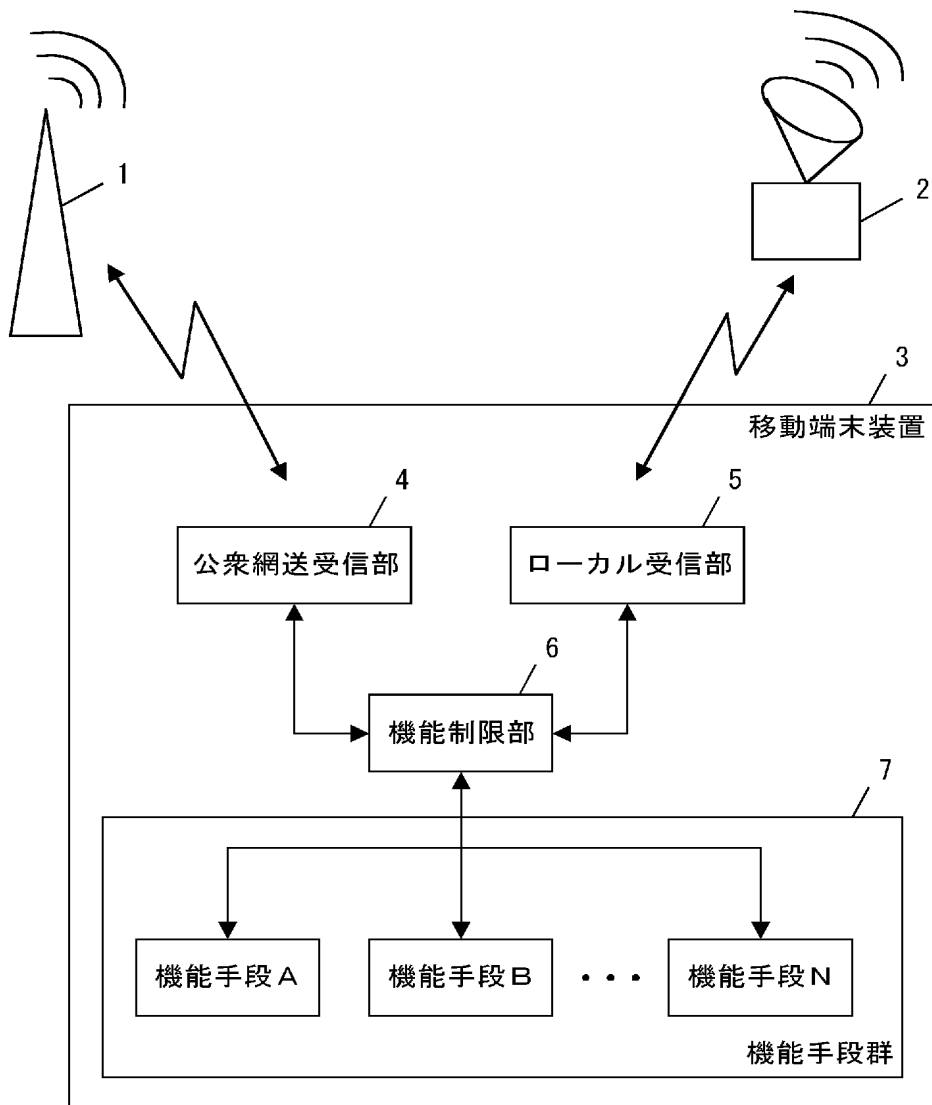 1
2
3
移動端末装置
4
5
公衆網送受信部
ローカル受信部
6
機能制限部
7
機能手段A
機能手段B
・・・
機能手段N
機能手段群